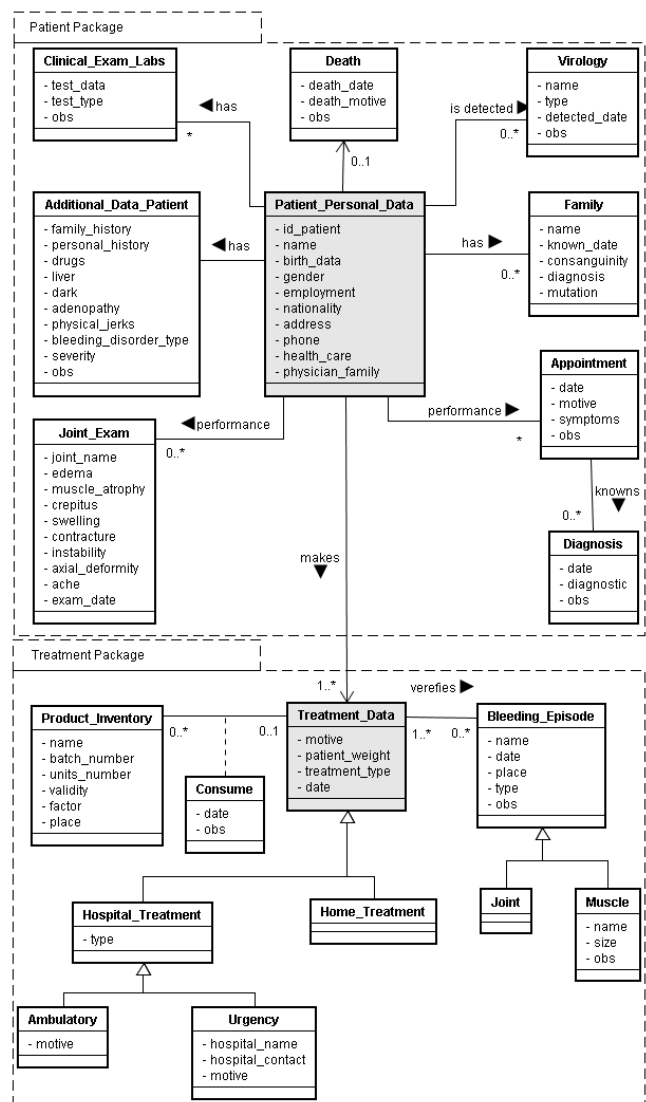 Patient Package
Clinical_Exam_Labs
- test_data
- test_type
- obs
has
*
Death
- death_date
- death_motive
- obs
0..1
Virology
- name
- type
- detected_date
- obs
is detected
0..*
Additional_Data_Patient
- family_history
- personal_history
- drugs
- liver
- dark
- adenopathy
- physical_jerks
- bleeding_disorder_type
- severity
- obs
has
Patient_Personal_Data
- id_patient
- name
- birth_data
- gender
- employment
- nationality
- address
- phone
- health_care
- physician_family
has
0..*
Family
- name
- known_date
- consanguinity
- diagnosis
- mutation
Joint_Exam
- joint_name
- edema
- muscle_atrophy
- crepitus
- swelling
- contracture
- instability
- axial_deformity
- ache
- exam_date
performance
0..*
performance
*
Appointment
- date
- motive
- symptoms
- obs
knowns
0..*
Diagnosis
- date
- diagnostic
- obs
makes
1..*
Treatment Package
Product_Inventory
- name
- batch_number
- units_number
- validity
- factor
- place
0..*
0..1
Consume
- date
- obs
Treatment_Data
- motive
- patient_weight
- treatment_type
- date
verefies
1..*
0..*
Bleeding_Episode
- name
- date
- place
- type
- obs
Hospital_Treatment
- type
Home_Treatment
Joint
Muscle
- name
- size
- obs
Ambulatory
- motive
Urgency
- hospital_name
- hospital_contact
- motive